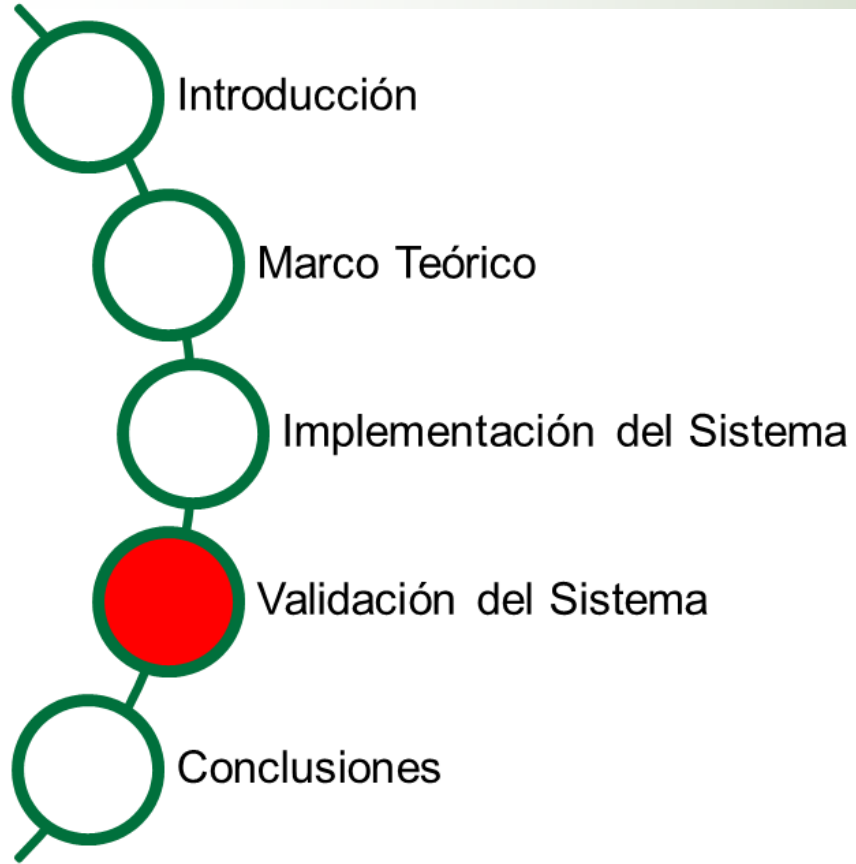 Introducción
Marco Teórico
Implementación del Sistema
Validación del Sistema
Conclusiones